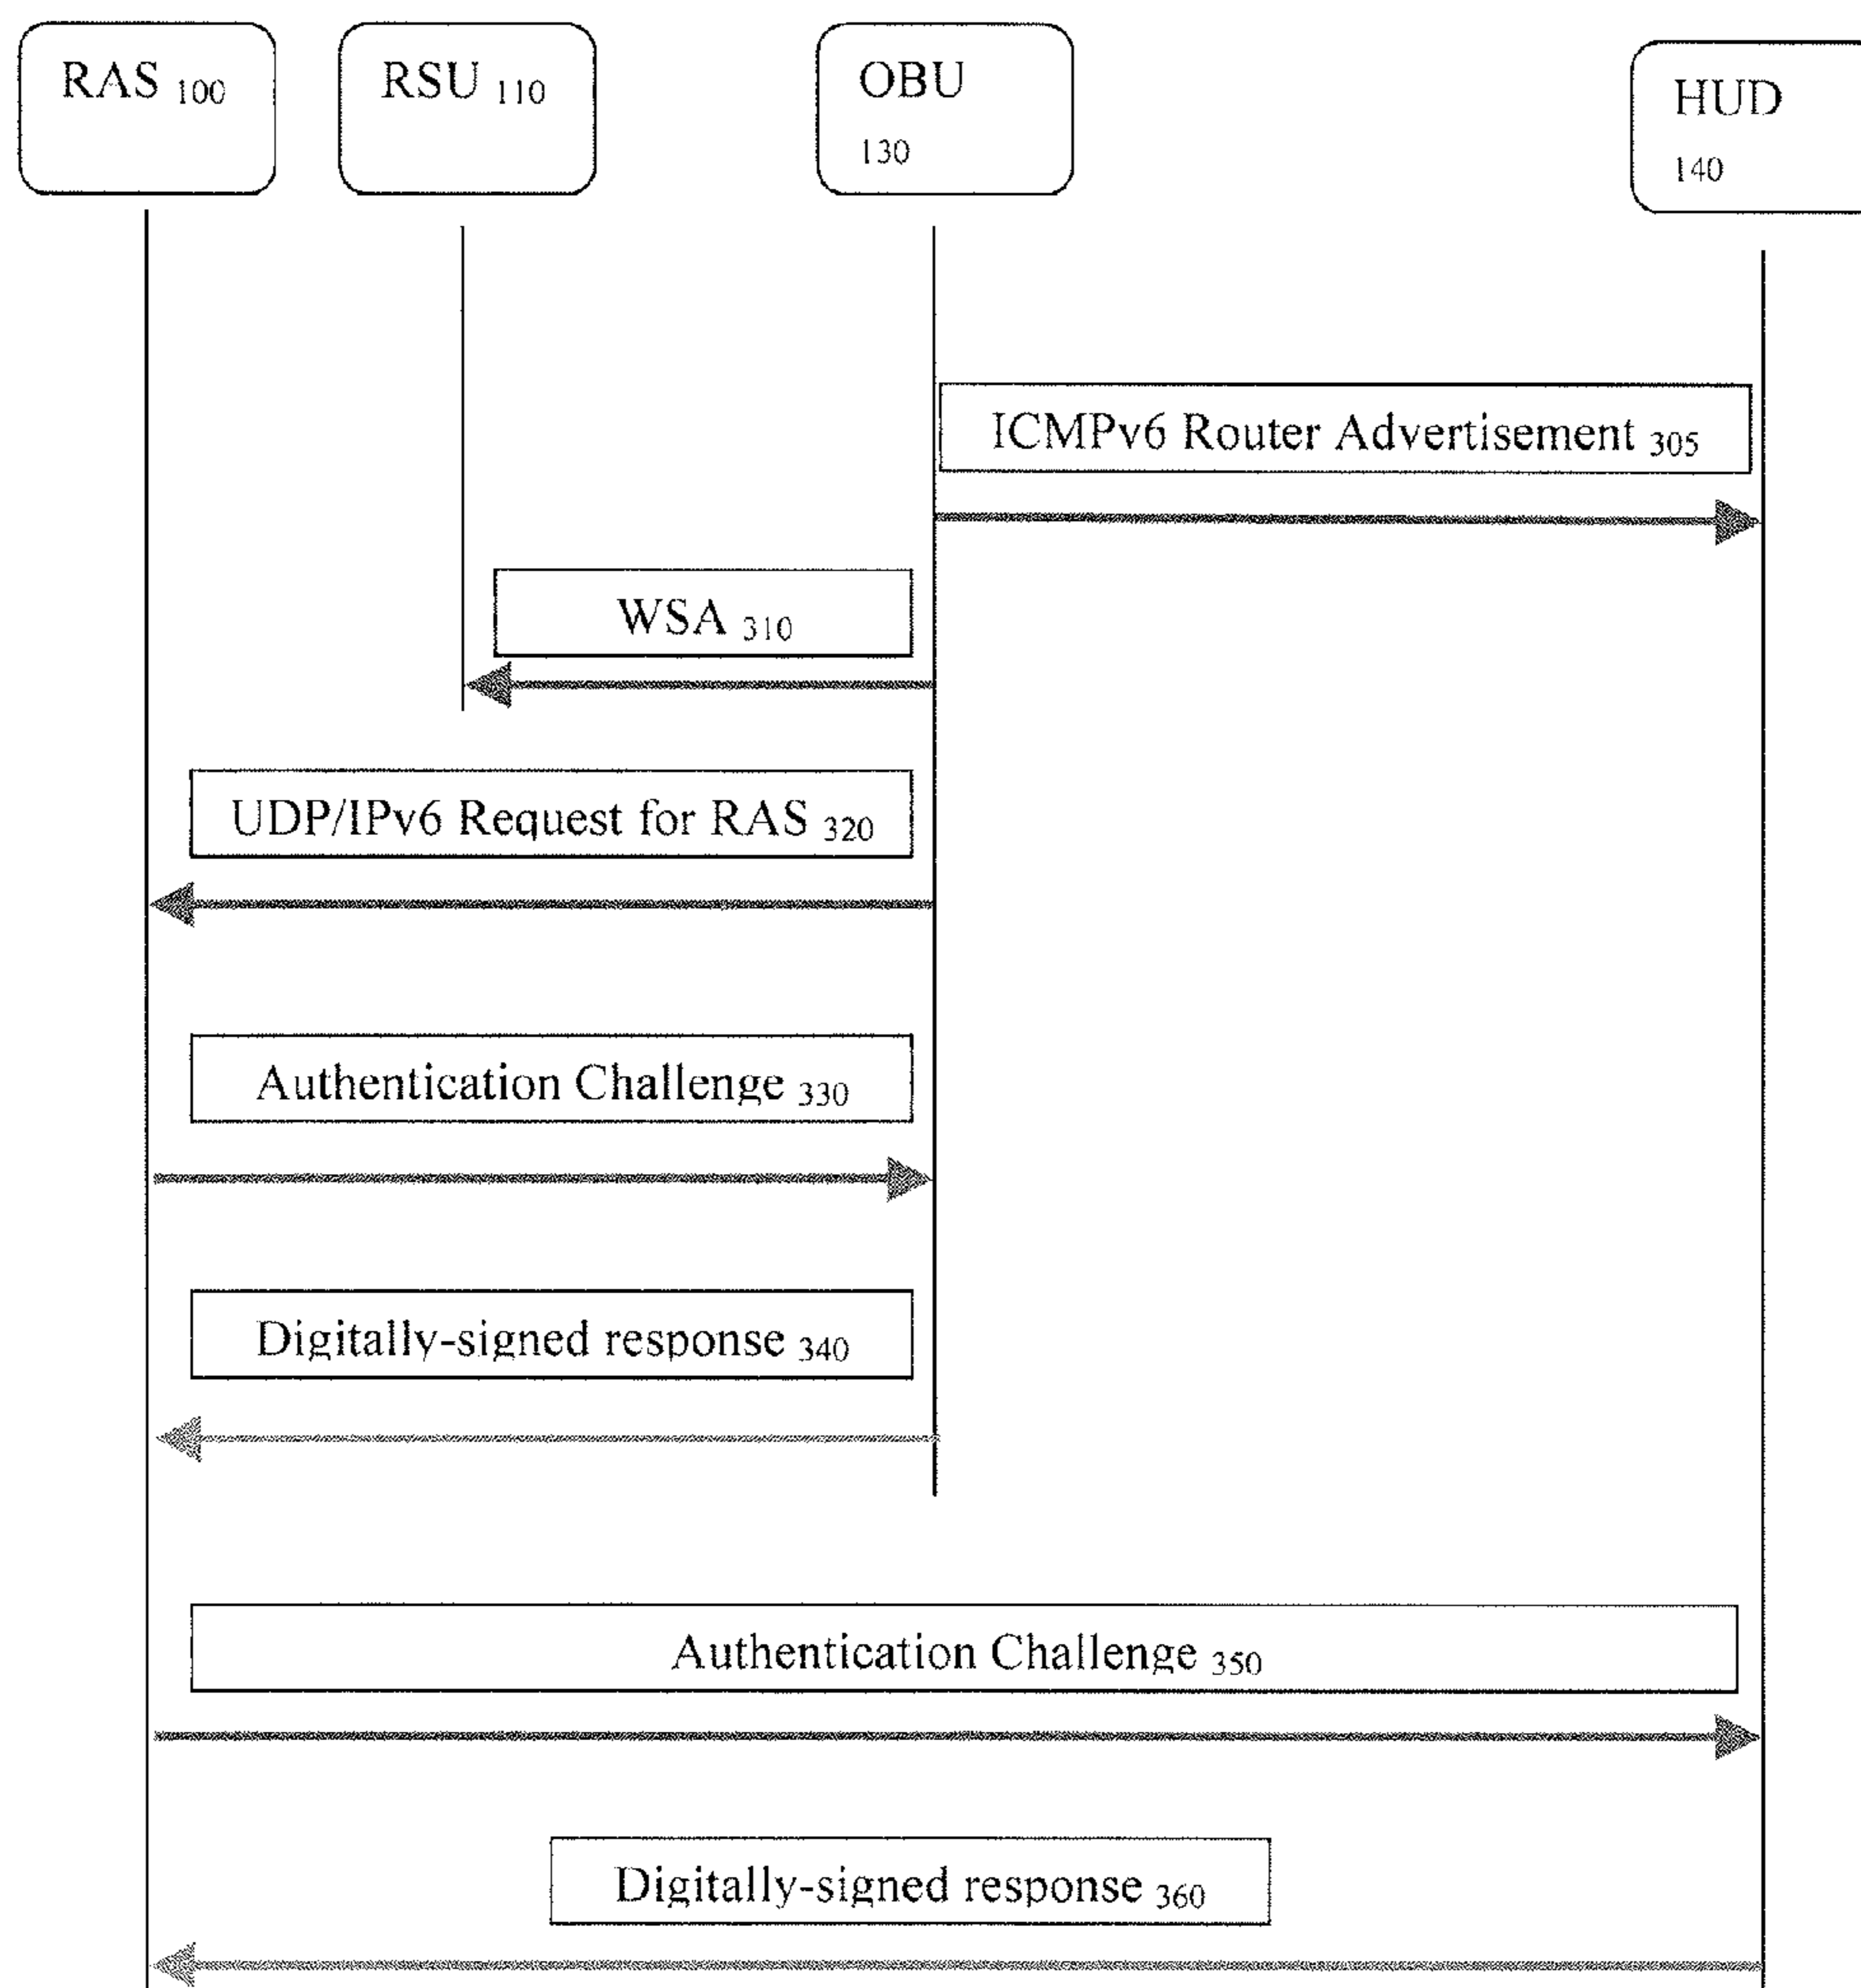 RAS 100
RSU 110
OBU
130
HUD
140
ICMPv6 Router Advertisement 305
WSA 310
UDP/IPv6 Request for RAS 320
Authentication Challenge 330
Digitally-signed response 340
Authentication Challenge 350
Digitally-signed response 360